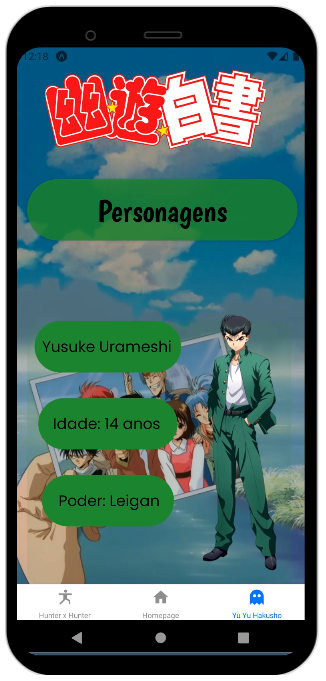 12:18
幽遊白書
Personagens
Yusuke Urameshi
Idade: 14 anos
Poder: Leigan
Hunter x Hunter
Homepage
Yu Yu Hakusho